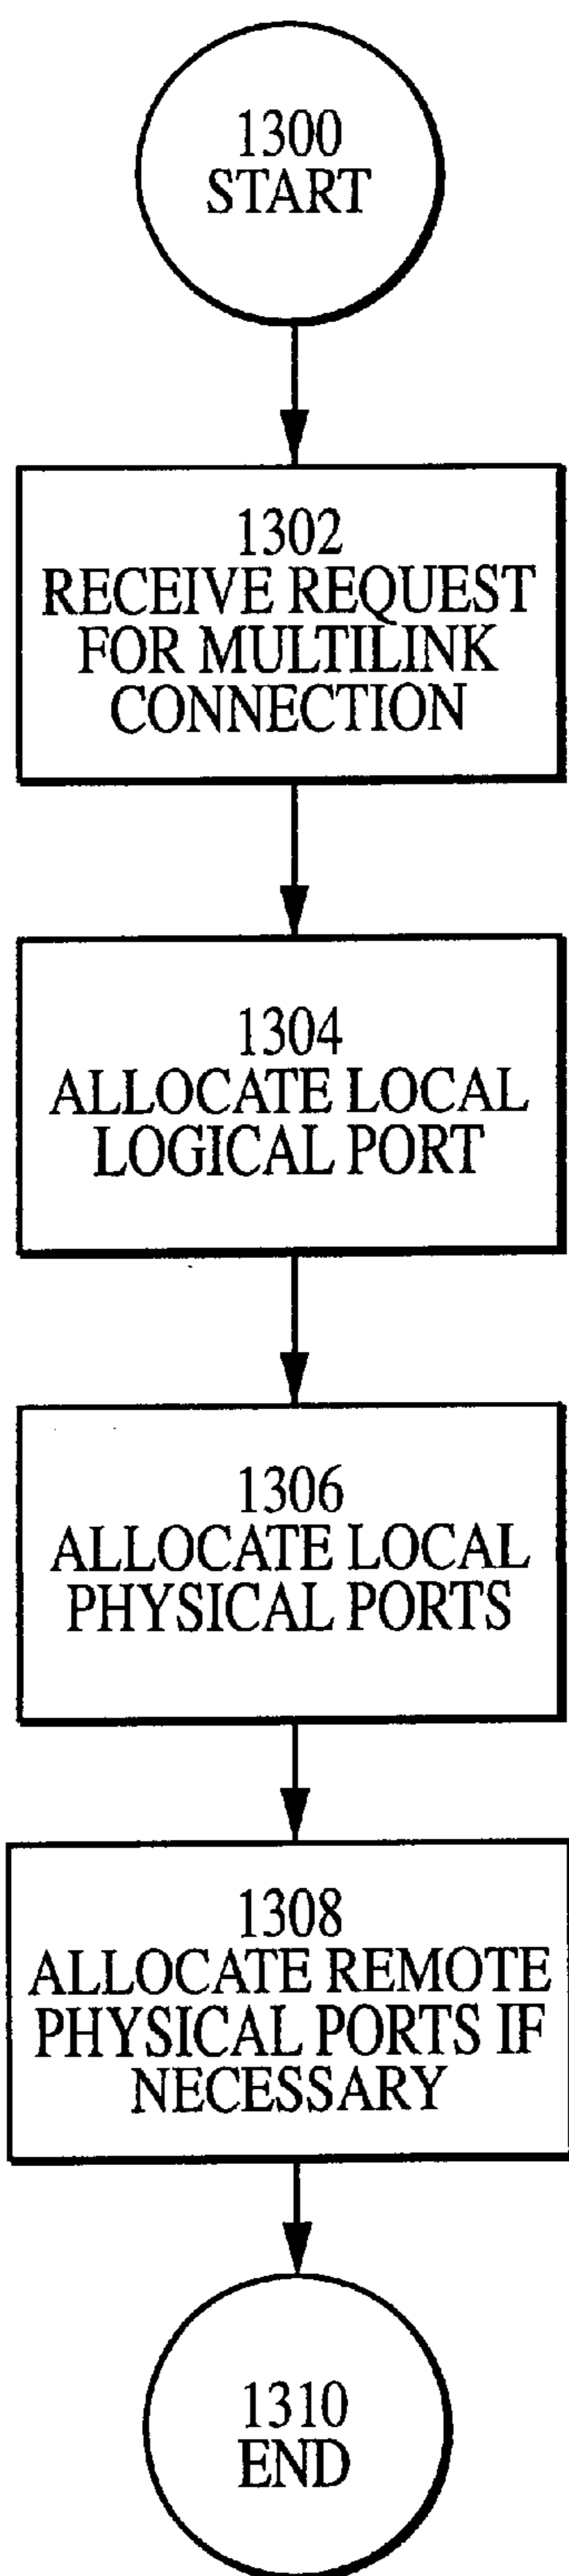 1300
START
1302
RECEIVE REQUEST
FOR MULTILINK
CONNECTION
1304
ALLOCATE LOCAL
LOGICAL PORT
1306
ALLOCATE LOCAL
PHYSICAL PORTS
1308
ALLOCATE REMOTE
PHYSICAL PORTS IF
NECESSARY
1310
END